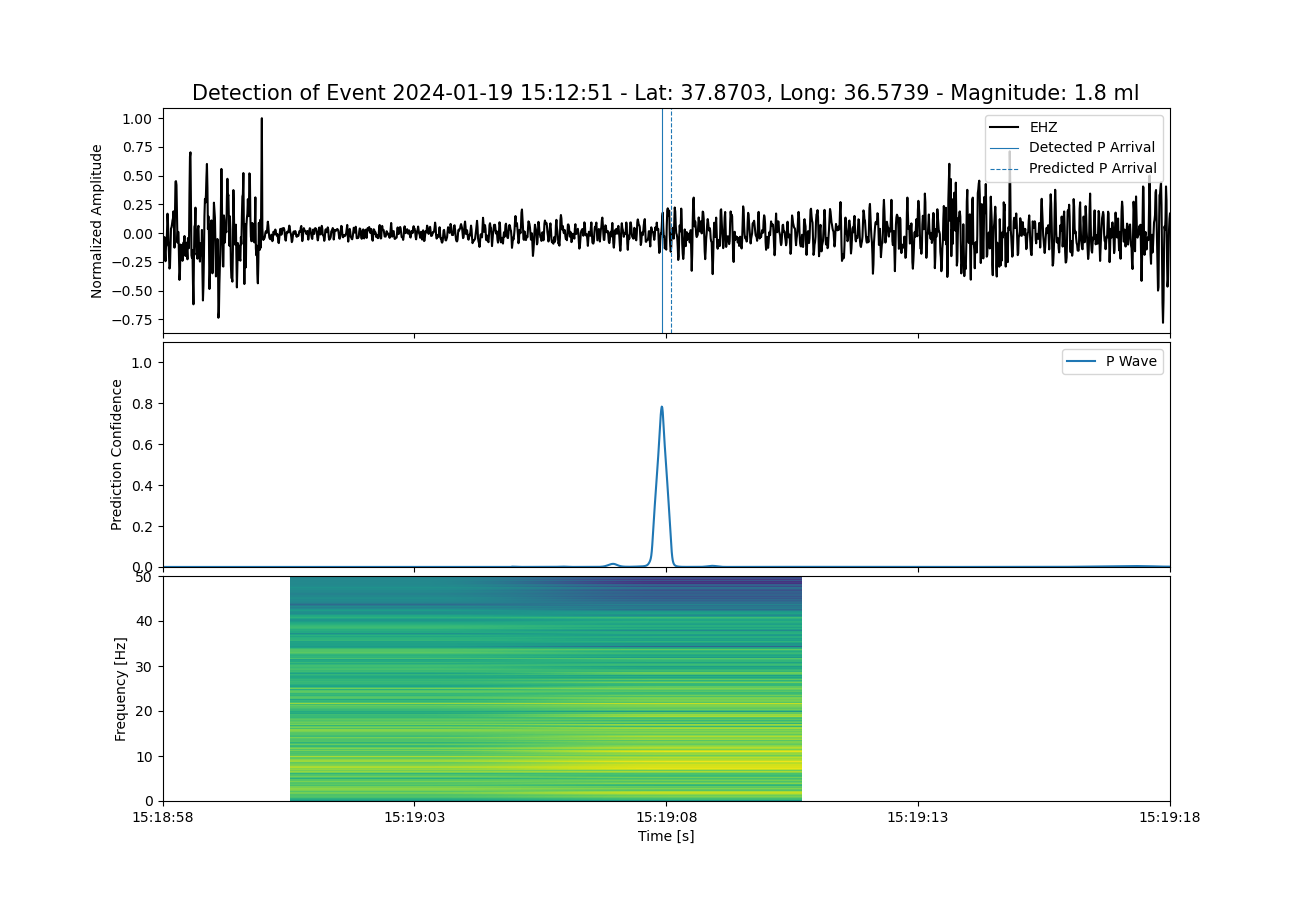 Detection of Event 2024-01-19 15:12:51 - Lat: 37.8703, Long: 36.5739 - Magnitude: 1.8 ml
Normalized Amplitude
1.00
0.75
0.50
0.25
0.00
−0.25
−0.50
−0.75
EHZ
Detected P Arrival
Predicted P Arrival
Prediction Confidence
1.0
0.8
0.6
0.4
0.2
0.0
P Wave
Frequency [Hz]
50
40
30
20
10
0
15:18:58
15:19:03
15:19:08
15:19:13
15:19:18
Time [s]